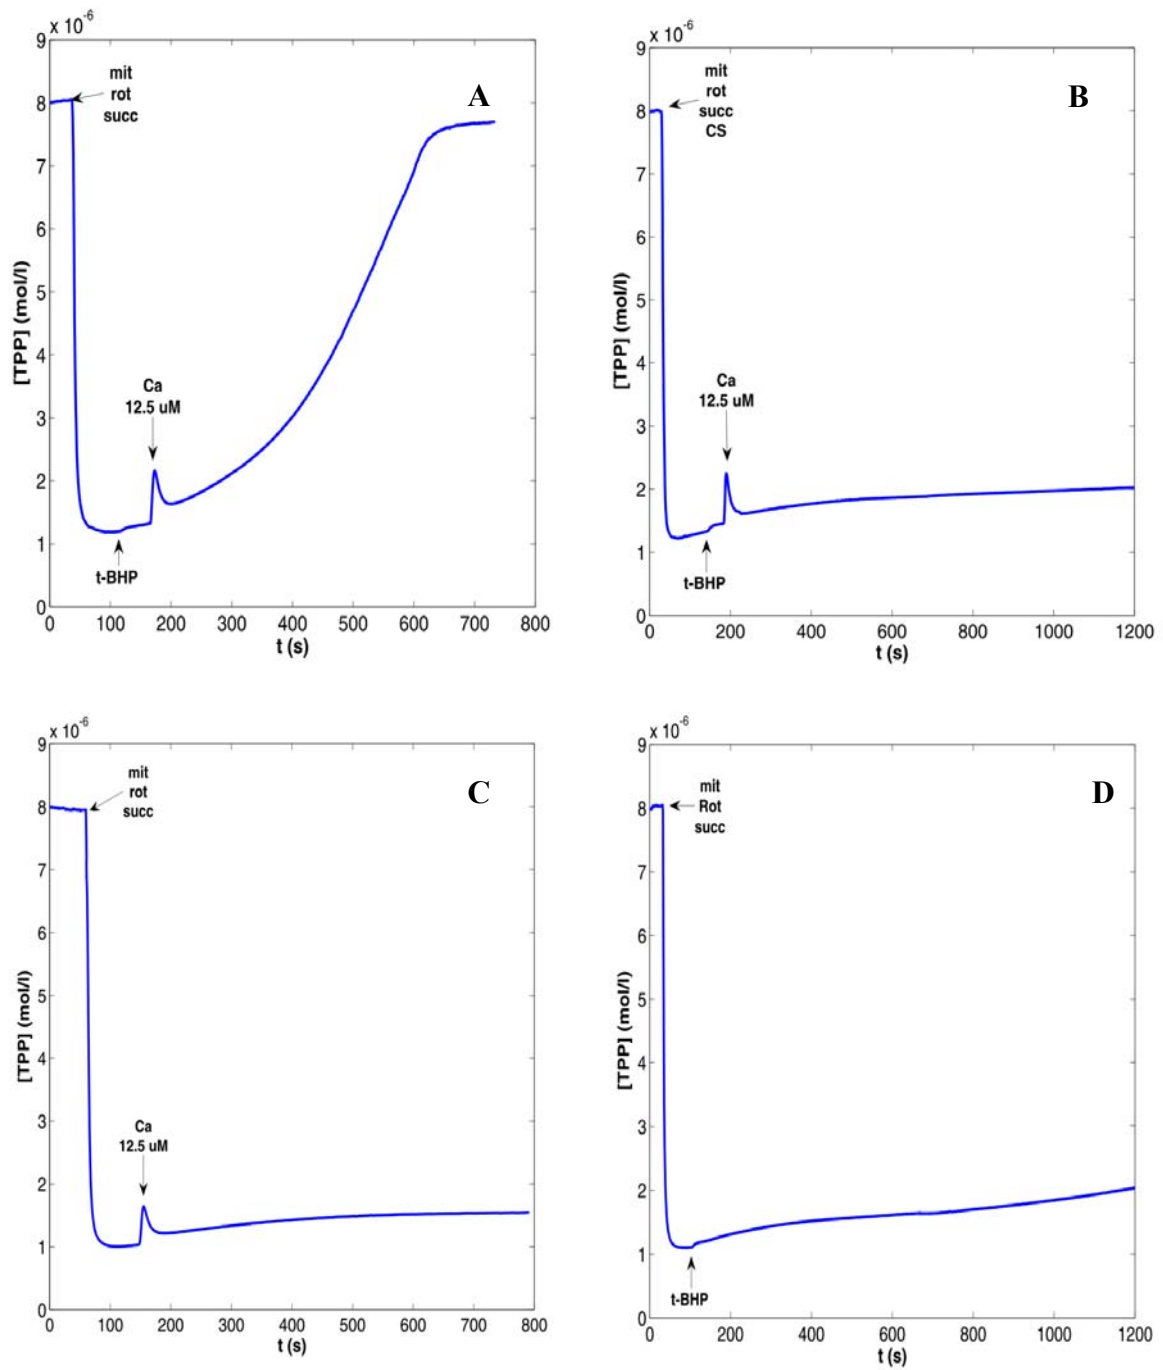 x 10⁻⁶
9
8
7
6
5
4
3
2
1
0
[TPP] (mol/l)
mit
rot
succ
A
Ca
12.5 uM
t-BHP
0 100 200 300 400 500 600 700 800
t (s)
x 10⁻⁶
9
8
7
6
5
4
3
2
1
0
[TPP] (mol/l)
mit
rot
succ
CS
B
Ca
12.5 uM
t-BHP
0 200 400 600 800 1000 1200
t (s)
x 10⁻⁶
9
8
7
6
5
4
3
2
1
0
[TPP] (mol/l)
mit
rot
succ
C
Ca
12.5 uM
0 100 200 300 400 500 600 700 800
t (s)
x 10⁻⁶
9
8
7
6
5
4
3
2
1
0
[TPP] (mol/l)
mit
Rot
succ
D
t-BHP
0 200 400 600 800 1000 1200
t (s)